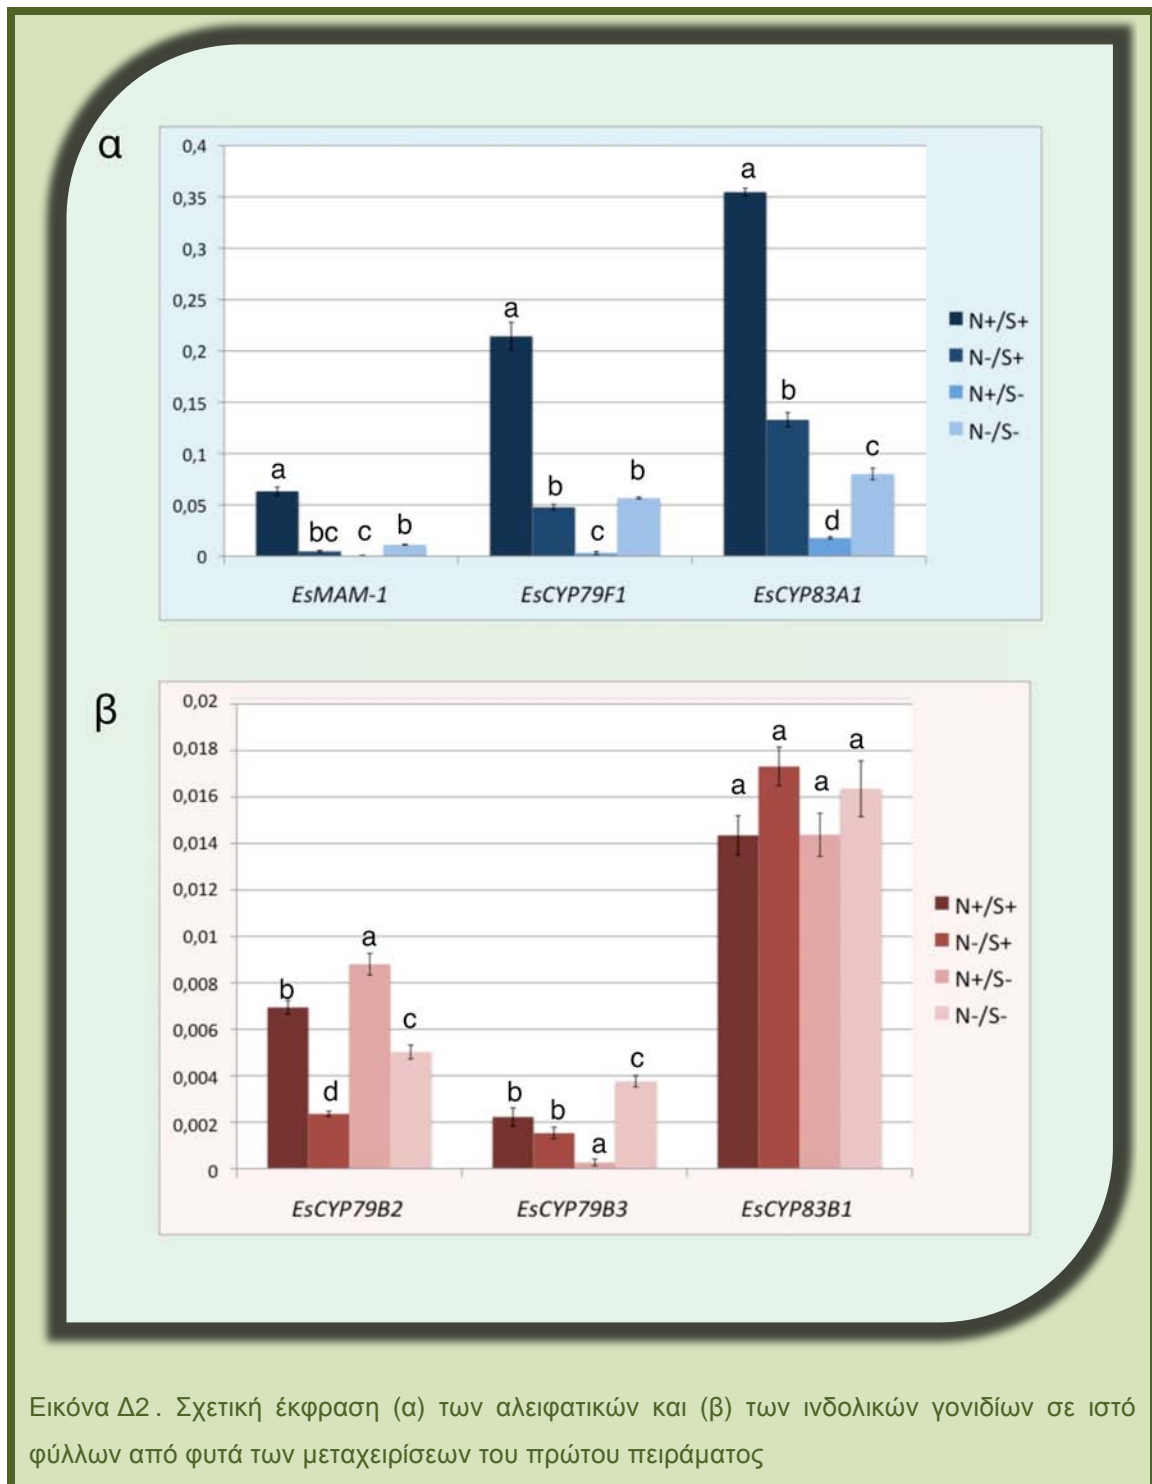 α
0,4
0,35
0,3
0,25
0,2
0,15
0,1
0,05
0
a
bc
c
b
a
b
c
b
a
b
d
c
EsMAM-1
EsCYP79F1
EsCYP83A1
N+/S+
N-/S+
N+/S-
N-/S-
β
0,02
0,018
0,016
0,014
0,012
0,01
0,008
0,006
0,004
0,002
0
b
d
a
c
b
b
a
c
a
a
a
a
EsCYP79B2
EsCYP79B3
EsCYP83B1
N+/S+
N-/S+
N+/S-
N-/S-
Εικόνα Δ2 . Σχετική έκφραση (α) των αλειφατικών και (β) των ινδολικών γονιδίων σε ιστό
φύλλων από φυτά των μεταχειρίσεων του πρώτου πειράματος